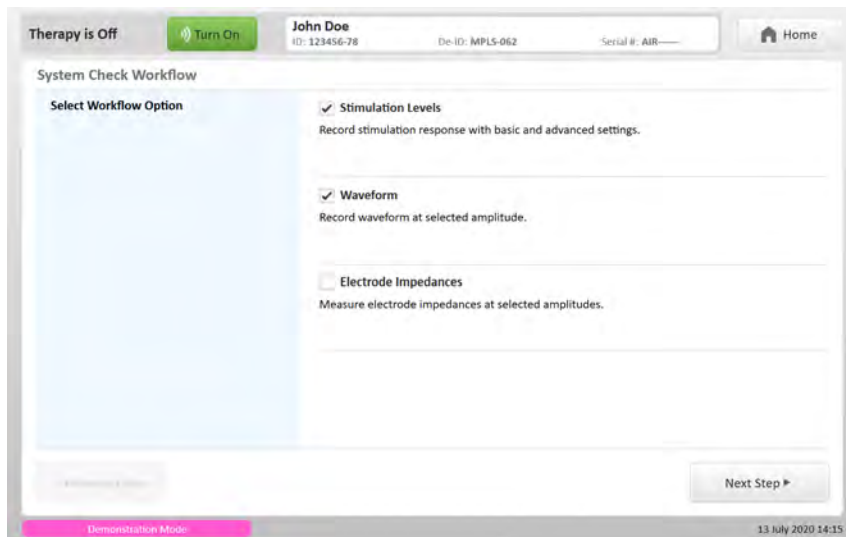 Therapy is Off
Turn On
John Doe
ID: 123456-78 De-ID: MPLS-062 Serial #: AIR-----
Home
System Check Workflow
Select Workflow Option
Stimulation Levels
Record stimulation response with basic and advanced settings.
Waveform
Record waveform at selected amplitude.
Electrode Impedances
Measure electrode impedances at selected amplitudes.
Next Step
Demonstration Mode
13 July 2020 14:15